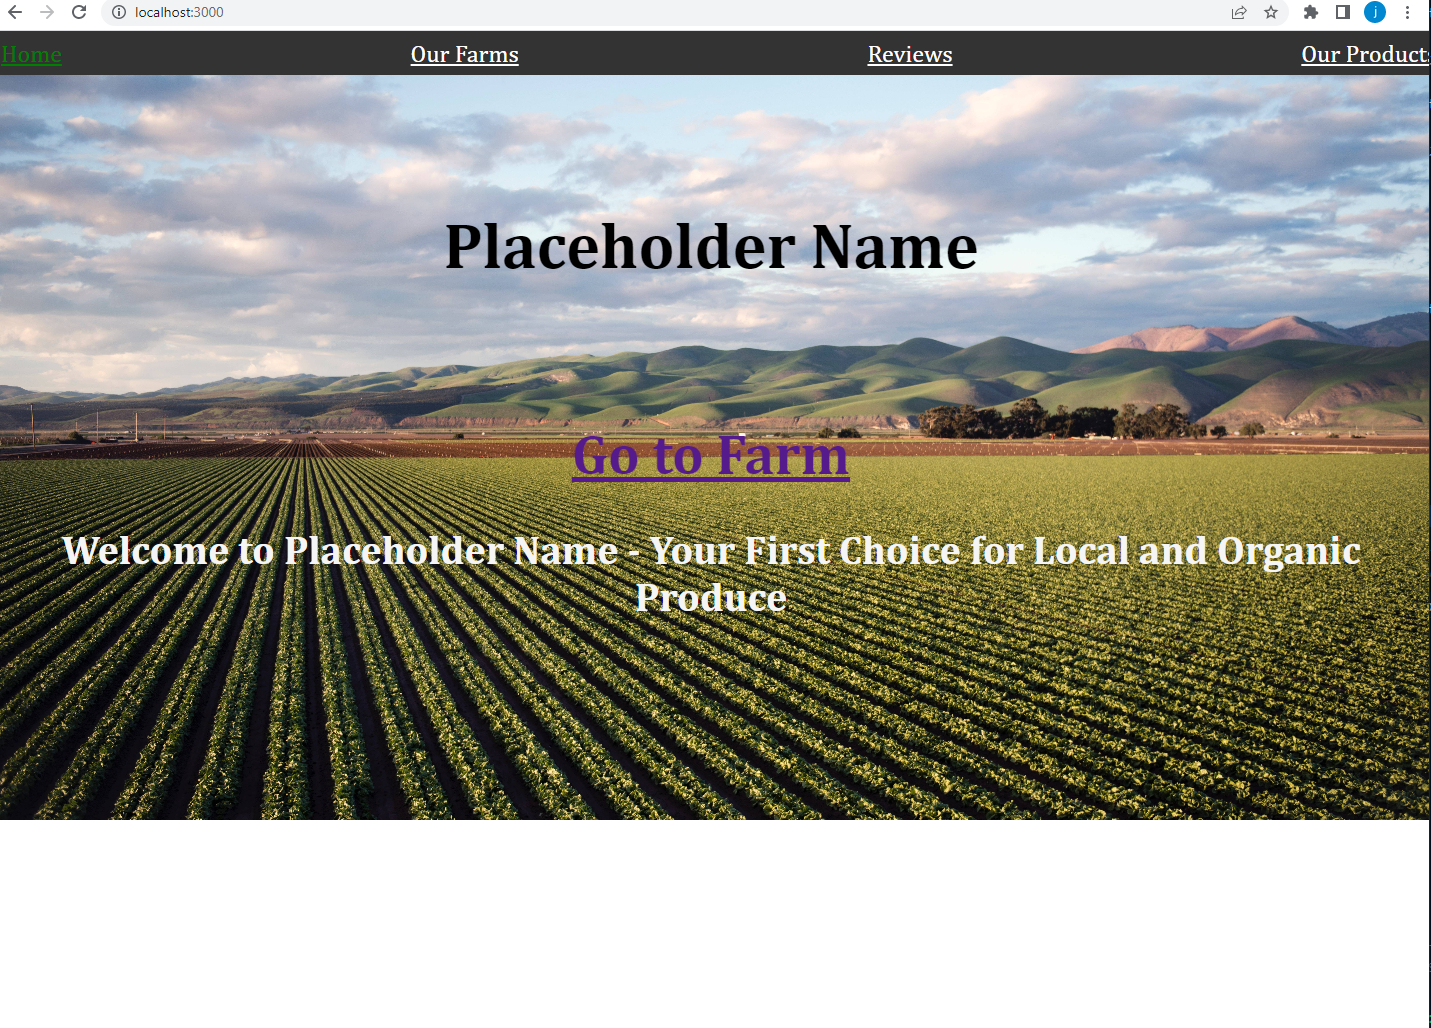 localhost:3000
j
Home Our Farms Reviews Our Product
Placeholder Name
Go to Farm
Welcome to Placeholder Name - Your First Choice for Local and Organic
Produce